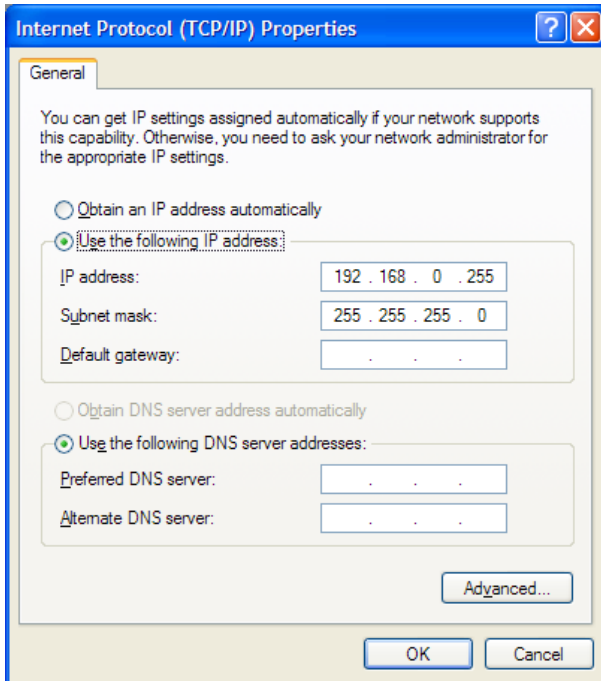 Internet Protocol (TCP/IP) Properties
General
You can get IP settings assigned automatically if your network supports
this capability. Otherwise, you need to ask your network administrator for
the appropriate IP settings.
Obtain an IP address automatically
Use the following IP address:
IP address: 192 . 168 . 0 . 255
Subnet mask: 255 . 255 . 255 . 0
Default gateway: . . .
Obtain DNS server address automatically
Use the following DNS server addresses:
Preferred DNS server: . . .
Alternate DNS server: . . .
Advanced...
OK Cancel